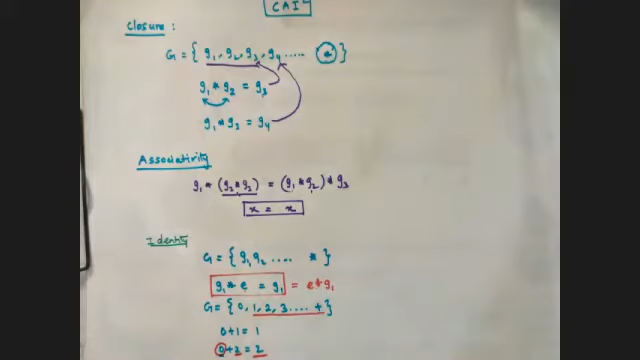 CAI
Closure :
G = { g₁, g₂, g₃, g₄ ..... e }
g₁ * g₂ = g₃
g₁ * g₃ = g₄
Associativity
g₁ * (g₂ * g₃) = (g₁ * g₂) * g₃
x = x
Identity
G = { g₁ g₂ .... * }
g₁ * e = g₁ = e * g₁
G = { 0, 1, 2, 3 .... + }
0 + 1 = 1
0 + 2 = 2